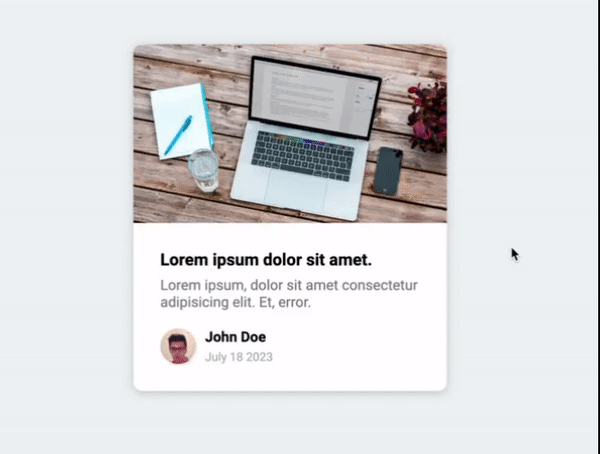 Lorem ipsum dolor sit amet.
Lorem ipsum, dolor sit amet consectetur
adipisicing elit. Et, error.
John Doe
July 18 2023